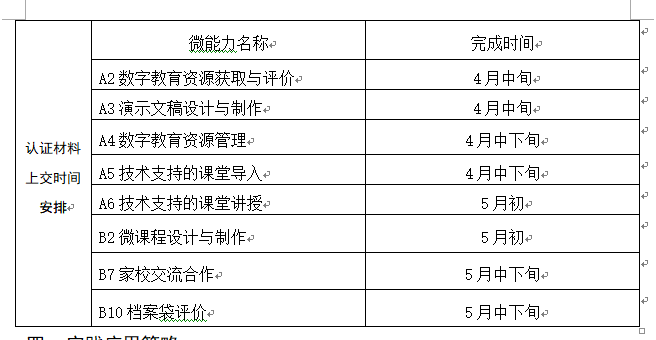 微能力名称 完成时间
A2 数字教育资源获取与评价 4 月中旬
A3 演示文稿设计与制作 4 月中旬
A4 数字教育资源管理 4 月中下旬
认证材料
上交时间
安排
A5 技术支持的课堂导入 4 月中下旬
A6 技术支持的课堂讲授 5 月初
B2 微课程设计与制作 5 月初
B7 家校交流合作 5 月中下旬
B10 档案袋评价 5 月中下旬